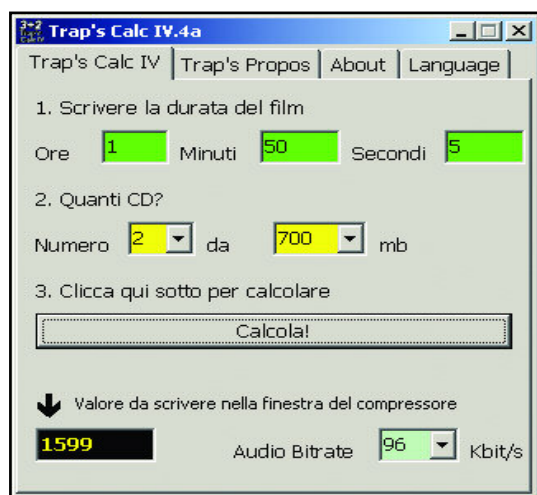 Trap's Calc IV.4a
Trap's Calc IV Trap's Propos About Language
1. Scrivere la durata del film
Ore 1 Minuti 50 Secondi 5
2. Quanti CD?
Numero 2 da 700 mb
3. Clicca qui sotto per calcolare
Calcola!
Valore da scrivere nella finestra del compressore
1599 Audio Bitrate 96 Kbit/s